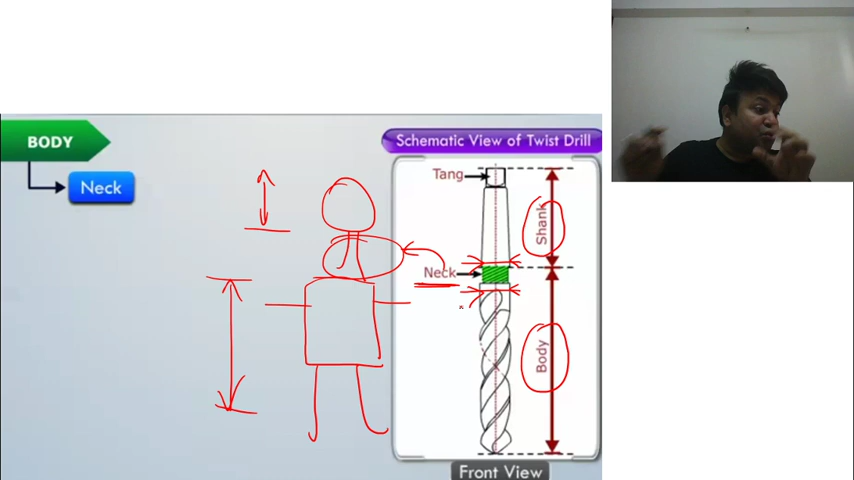 BODY
Neck
Schematic View of Twist Drill
Tang
Shank
Neck
Body
Front View